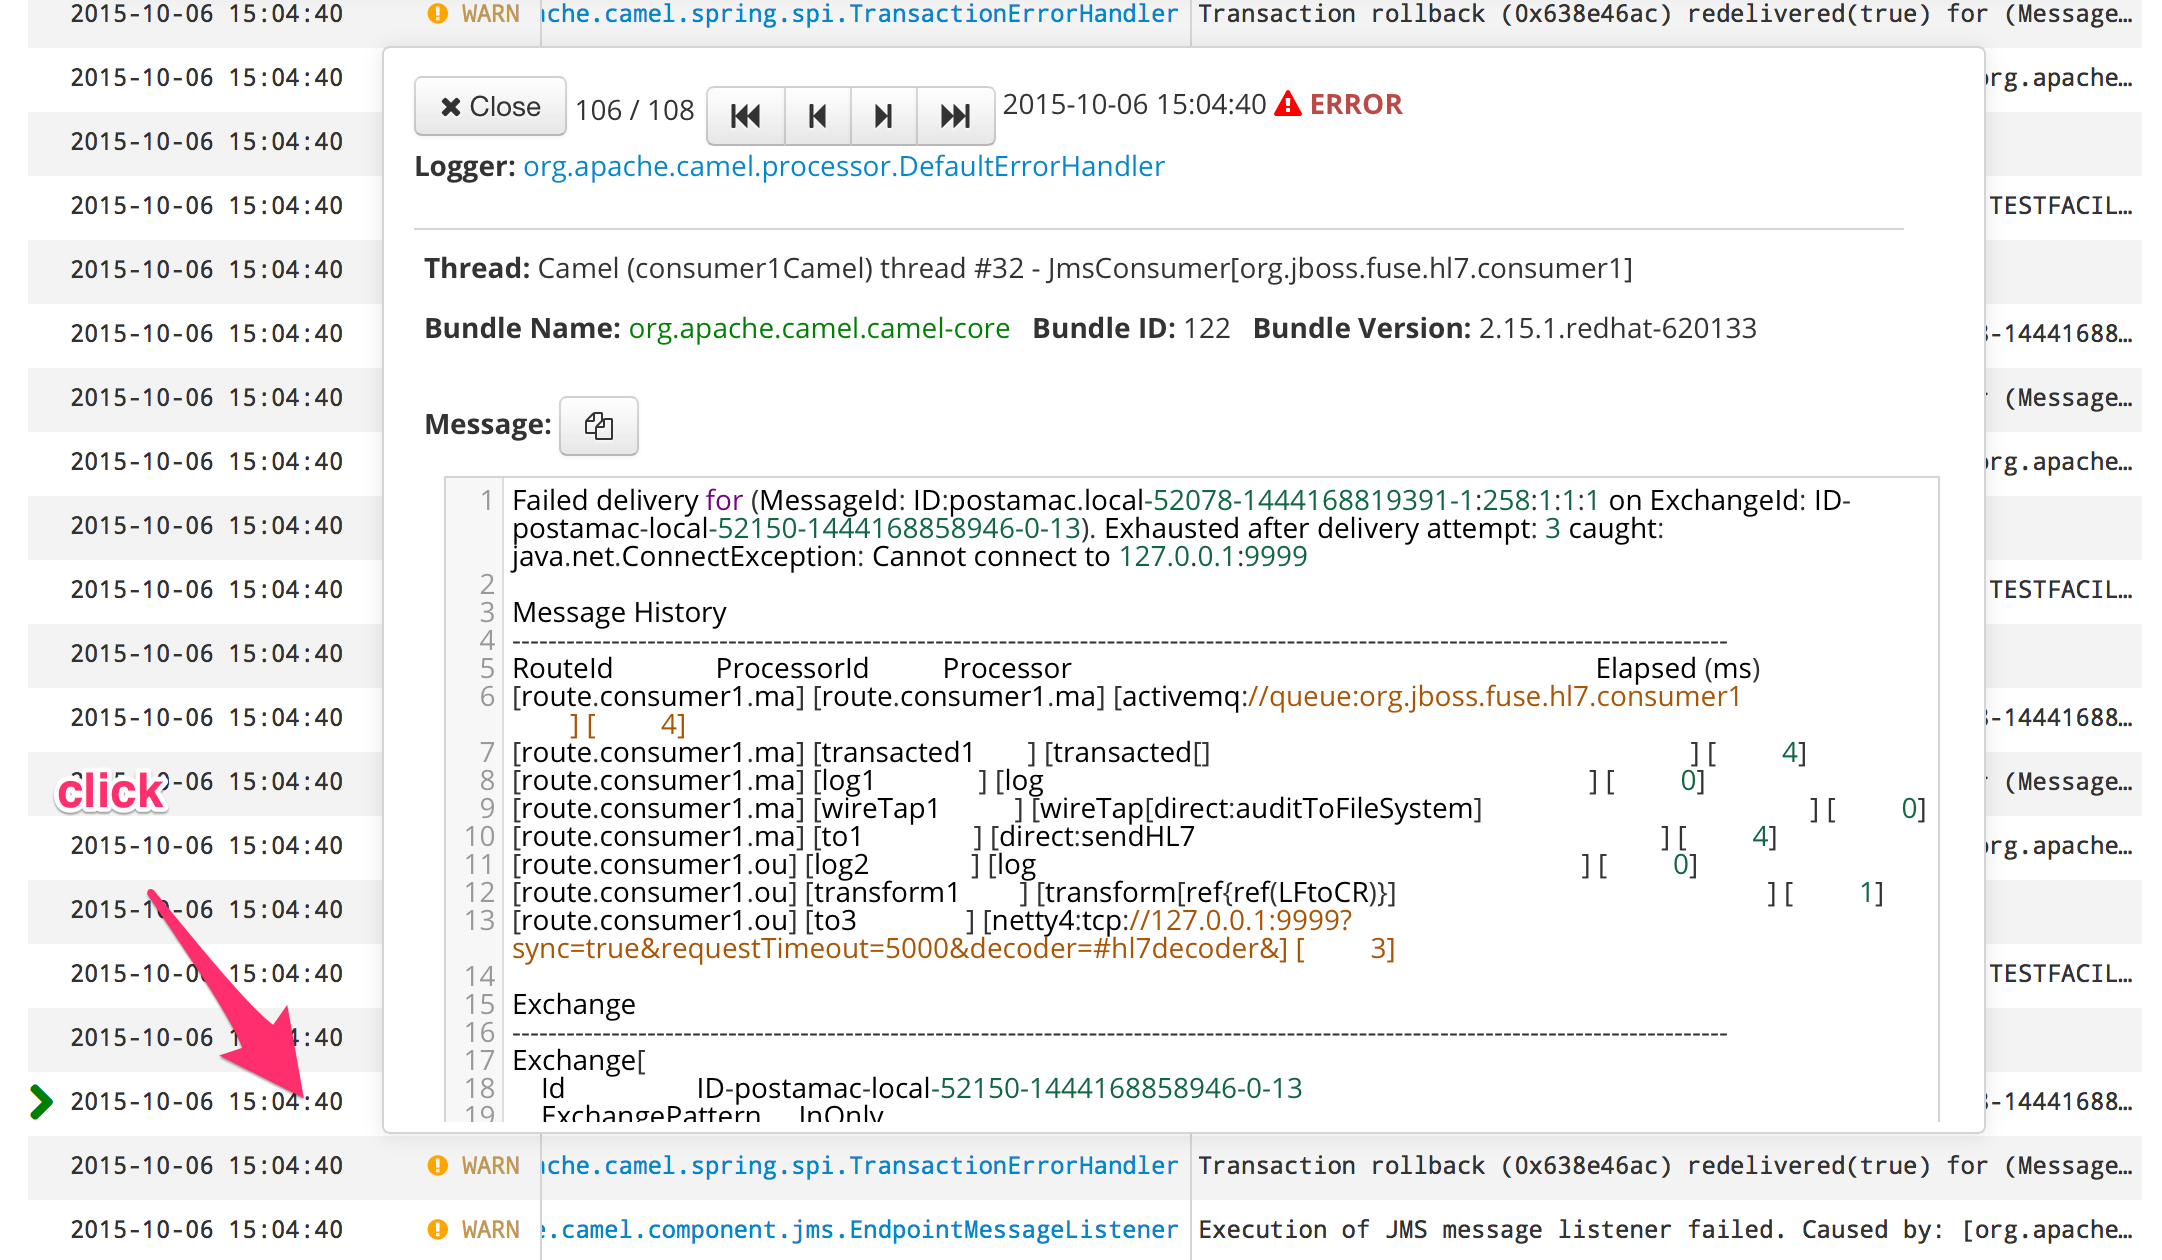 2015-10-06 15:04:40 WARN che.camel.spring.spi.TransactionErrorHandler Transaction rollback (0x638e46ac) redelivered(true) for (Message…
2015-10-06 15:04:40 rg.apache…
2015-10-06 15:04:40
2015-10-06 15:04:40 TESTFACIL…
2015-10-06 15:04:40
2015-10-06 15:04:40 -14441688…
2015-10-06 15:04:40 (Message…
2015-10-06 15:04:40 rg.apache…
2015-10-06 15:04:40
2015-10-06 15:04:40 TESTFACIL…
2015-10-06 15:04:40
2015-10-06 15:04:40 -14441688…
-06 15:04:40 (Message…
click
2015-10-06 15:04:40 rg.apache…
2015-10-06 15:04:40
2015-10-06 15:04:40 TESTFACIL…
2015-10-06 15:04:40
2015-10-06 15:04:40 -14441688…
Close 106 / 108 2015-10-06 15:04:40 ERROR
Logger: org.apache.camel.processor.DefaultErrorHandler
Thread: Camel (consumer1Camel) thread #32 - JmsConsumer[org.jboss.fuse.hl7.consumer1]
Bundle Name: org.apache.camel.camel-core Bundle ID: 122 Bundle Version: 2.15.1.redhat-620133
Message:
1 Failed delivery for (MessageId: ID:postamac.local-52078-1444168819391-1:258:1:1:1 on ExchangeId: ID-
postamac-local-52150-1444168858946-0-13). Exhausted after delivery attempt: 3 caught:
java.net.ConnectException: Cannot connect to 127.0.0.1:9999
2
3 Message History
4 ---------------------------------------------------------------------------------------------------------------------------------------
5 RouteId ProcessorId Processor Elapsed (ms)
6 [route.consumer1.ma] [route.consumer1.ma] [activemq://queue:org.jboss.fuse.hl7.consumer1
] [ 4]
7 [route.consumer1.ma] [transacted1 ] [transacted[] ] [ 4]
8 [route.consumer1.ma] [log1 ] [log ] [ 0]
9 [route.consumer1.ma] [wireTap1 ] [wireTap[direct:auditToFileSystem] ] [ 0]
10 [route.consumer1.ma] [to1 ] [direct:sendHL7 ] [ 4]
11 [route.consumer1.ou] [log2 ] [log ] [ 0]
12 [route.consumer1.ou] [transform1 ] [transform[ref{ref(LFtoCR)}] ] [ 1]
13 [route.consumer1.ou] [to3 ] [netty4:tcp://127.0.0.1:9999?
sync=true&requestTimeout=5000&decoder=#hl7decoder&] [ 3]
14
15 Exchange
16 ---------------------------------------------------------------------------------------------------------------------------------------
17 Exchange[
18 Id ID-postamac-local-52150-1444168858946-0-13
19 ExchangePattern InOnly
2015-10-06 15:04:40 WARN che.camel.spring.spi.TransactionErrorHandler Transaction rollback (0x638e46ac) redelivered(true) for (Message…
2015-10-06 15:04:40 WARN .camel.component.jms.EndpointMessageListener Execution of JMS message listener failed. Caused by: [org.apache…